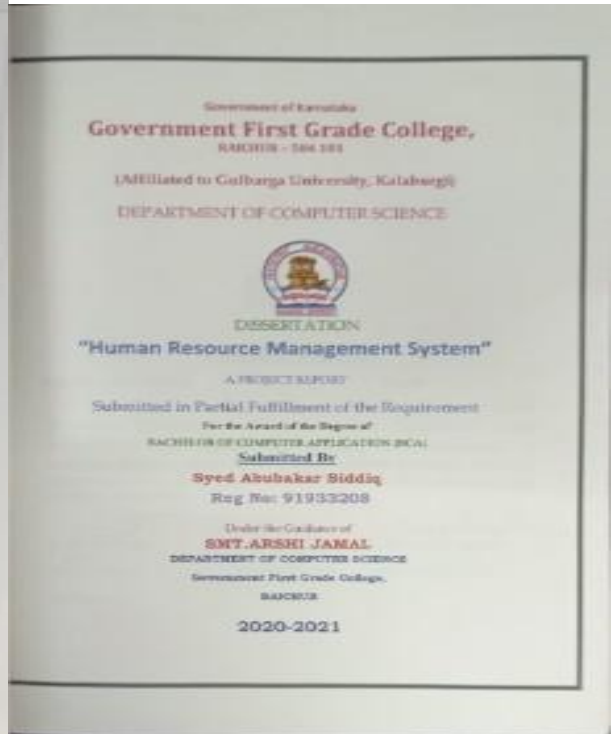 Government of Karnataka
Government First Grade College,
RAICHUR - 584 101
(Affiliated to Gulbarga University, Kalaburgi)
DEPARTMENT OF COMPUTER SCIENCE
DISSERTATION
"Human Resource Management System"
A PROJECT REPORT
Submitted in Partial Fulfillment of the Requirement
For the Award of the Degree of
BACHELOR OF COMPUTER APPLICATION (BCA)
Submitted By
Syed Abubakar Siddiq
Reg No: 91933208
Under the Guidance of
SMT.ARSHI JAMAL
DEPARTMENT OF COMPUTER SCIENCE
Government First Grade College,
RAICHUR
2020-2021